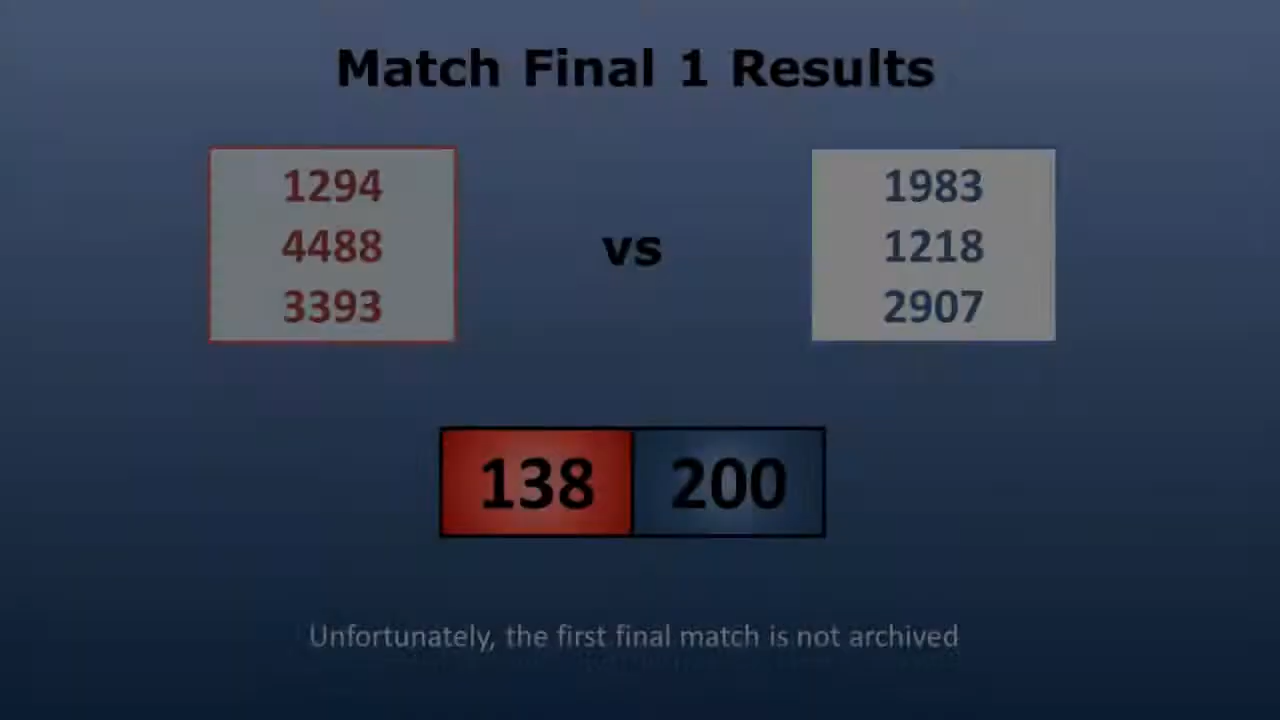 Match Final 1 Results
1294
4488
3393
vs
1983
1218
2907
138 200
Unfortunately, the first final match is not archived